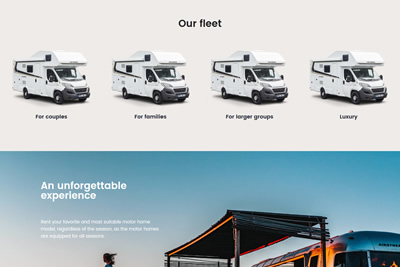 Our fleet
For couples
For families
For larger groups
Luxury
An unforgettable
experience
Rent your favorite and most suitable motor home
model, regardless of the season, as the motor homes
are equipped for all seasons.